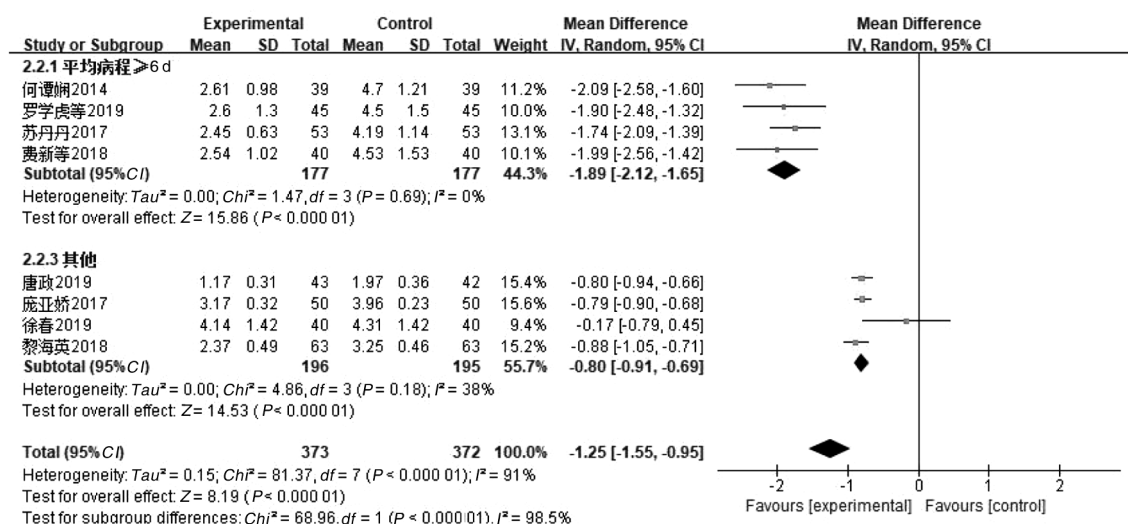 Experimental Control Mean Difference Mean Difference
Study or Subgroup Mean SD Total Mean SD Total Weight IV, Random, 95% CI IV, Random, 95% CI
2.2.1 平均病程⩾6 d
何谭娴2014 2.61 0.98 39 4.7 1.21 39 11.2% -2.09 [-2.58, -1.60]
罗学虎等2019 2.6 1.3 45 4.5 1.5 45 10.0% -1.90 [-2.48, -1.32]
苏丹丹2017 2.45 0.63 53 4.19 1.14 53 13.1% -1.74 [-2.09, -1.39]
费新等2018 2.54 1.02 40 4.53 1.53 40 10.1% -1.99 [-2.56, -1.42]
Subtotal (95%CI) 177 177 44.3% -1.89 [-2.12, -1.65]
Heterogeneity: Tau² = 0.00; Chi² = 1.47, df = 3 (P = 0.69); I² = 0%
Test for overall effect: Z = 15.86 (P < 0.000 01)
2.2.3 其他
唐政2019 1.17 0.31 43 1.97 0.36 42 15.4% -0.80 [-0.94, -0.66]
庞亚娇2017 3.17 0.32 50 3.96 0.23 50 15.6% -0.79 [-0.90, -0.68]
徐春2019 4.14 1.42 40 4.31 1.42 40 9.4% -0.17 [-0.79, 0.45]
黎海英2018 2.37 0.49 63 3.25 0.46 63 15.2% -0.88 [-1.05, -0.71]
Subtotal (95%CI) 196 195 55.7% -0.80 [-0.91, -0.69]
Heterogeneity: Tau² = 0.00; Chi² = 4.86, df = 3 (P = 0.18); I² = 38%
Test for overall effect: Z = 14.53 (P < 0.000 01)
Total (95%CI) 373 372 100.0% -1.25 [-1.55, -0.95]
Heterogeneity: Tau² = 0.15; Chi² = 81.37, df = 7 (P < 0.000 01); I² = 91%
Test for overall effect: Z = 8.19 (P < 0.000 01)
Test for subgroup differences: Chi² = 68.96, df = 1 (P < 0.000 01), I² = 98.5%
-2 -1 0 1 2
Favours [experimental] Favours [control]